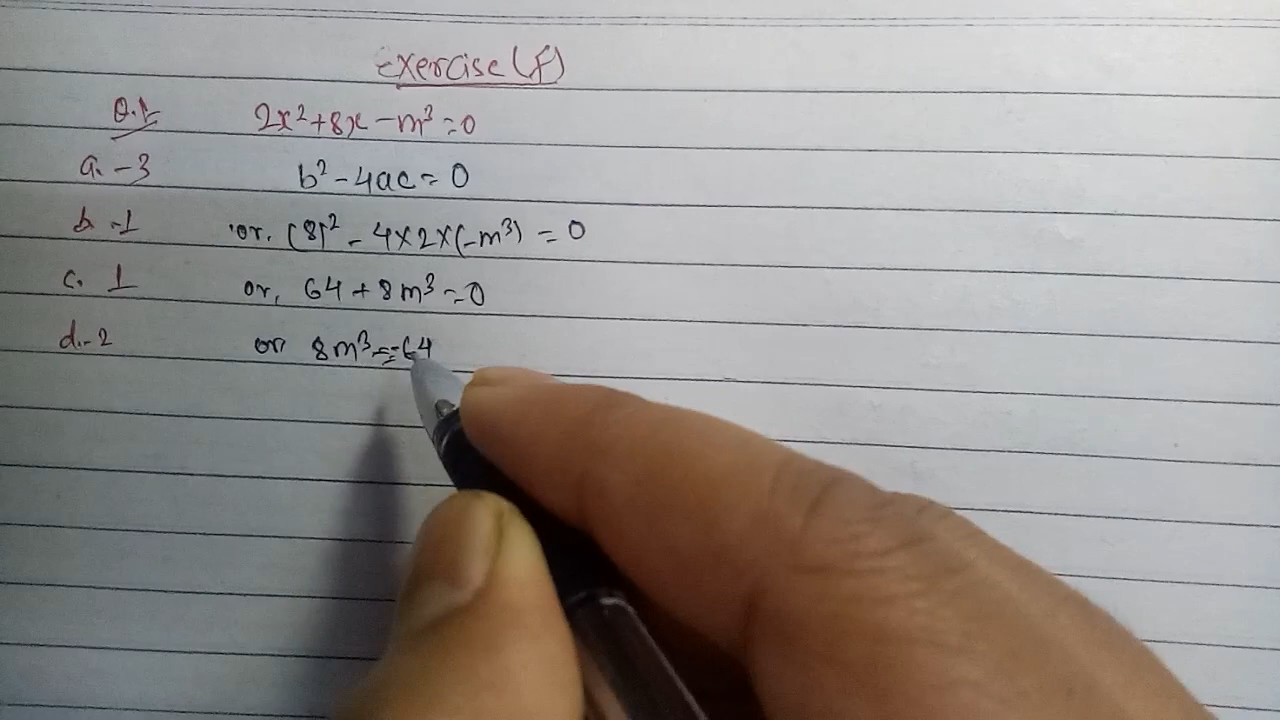 Exercise (F)
Q.1 2x²+8x-m³=0
a. -3 b²-4ac=0
b. -1 or, (8)²-4×2×(-m³)=0
c. 1 or, 64+8m³=0
d. -2 or 8m³=-64